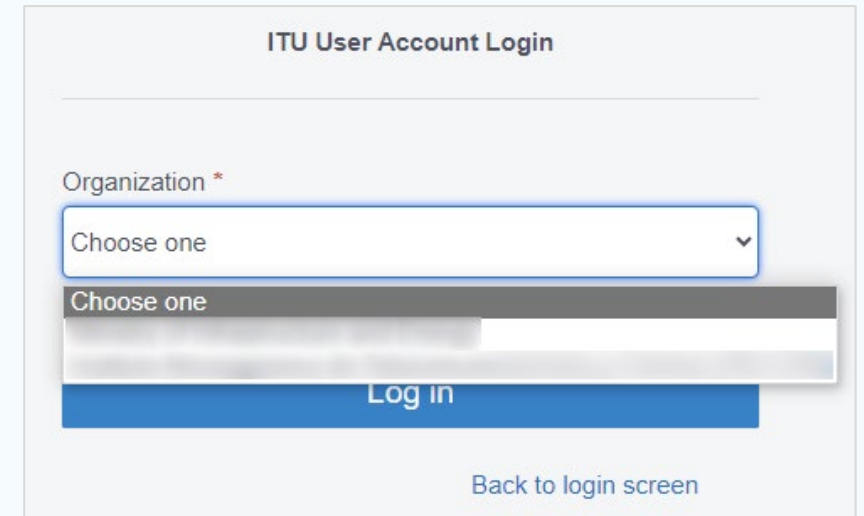 ITU User Account Login
Organization *
Choose one
Choose one
Log in
Back to login screen